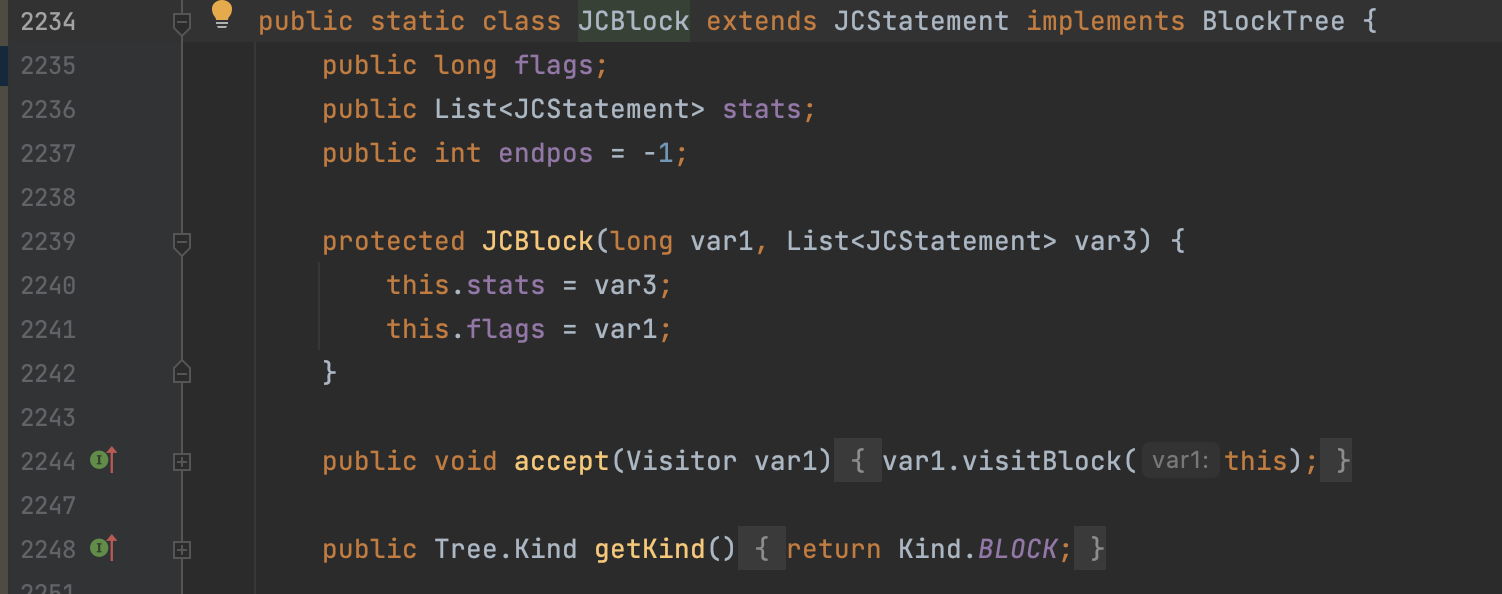 2234 public static class JCBlock extends JCStatement implements BlockTree {
2235 public long flags;
2236 public List<JCStatement> stats;
2237 public int endpos = -1;
2238
2239 protected JCBlock(long var1, List<JCStatement> var3) {
2240 this.stats = var3;
2241 this.flags = var1;
2242 }
2243
2244 I public void accept(Visitor var1) { var1.visitBlock( var1: this); }
2247
2248 I public Tree.Kind getKind() { return Kind.BLOCK; }
2251